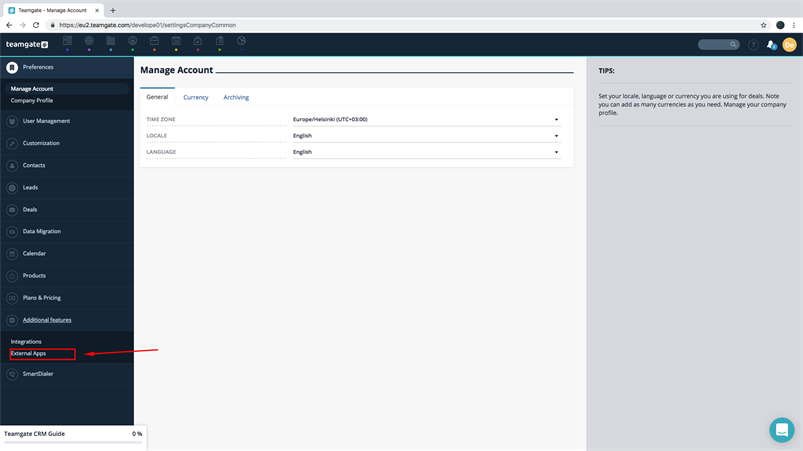 Teamgate - Manage Account
https://eu2.teamgate.com/develope01/settingsCompanyCommon
teamgate
De
Preferences
Manage Account
Company Profile
User Management
Customization
Contacts
Leads
Deals
Data Migration
Calendar
Products
Plans & Pricing
Additional features
Integrations
External Apps
SmartDialer
Teamgate CRM Guide 0 %
Manage Account
General Currency Archiving
TIME ZONE Europe/Helsinki (UTC+03:00)
LOCALE English
LANGUAGE English
TIPS:
Set your locale, language or currency you are using for deals. Note
you can add as many currencies as you need. Manage your company
profile.